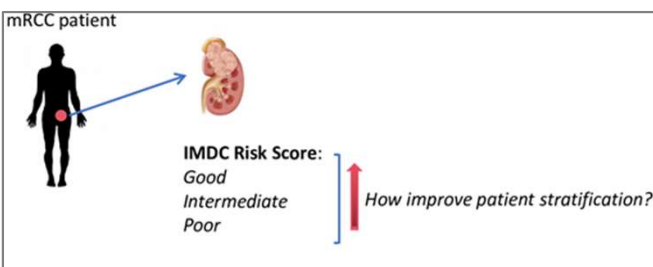 mRCC patient
IMDC Risk Score:
Good
Intermediate
Poor
How improve patient stratification?